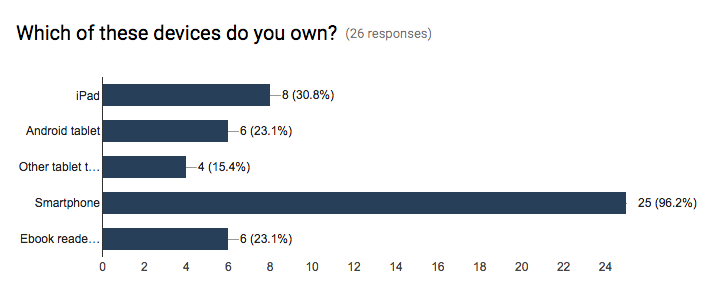 Which of these devices do you own? (26 responses)
iPad 8 (30.8%)
Android tablet 6 (23.1%)
Other tablet t… 4 (15.4%)
Smartphone 25 (96.2%)
Ebook reade… 6 (23.1%)
0 2 4 6 8 10 12 14 16 18 20 22 24